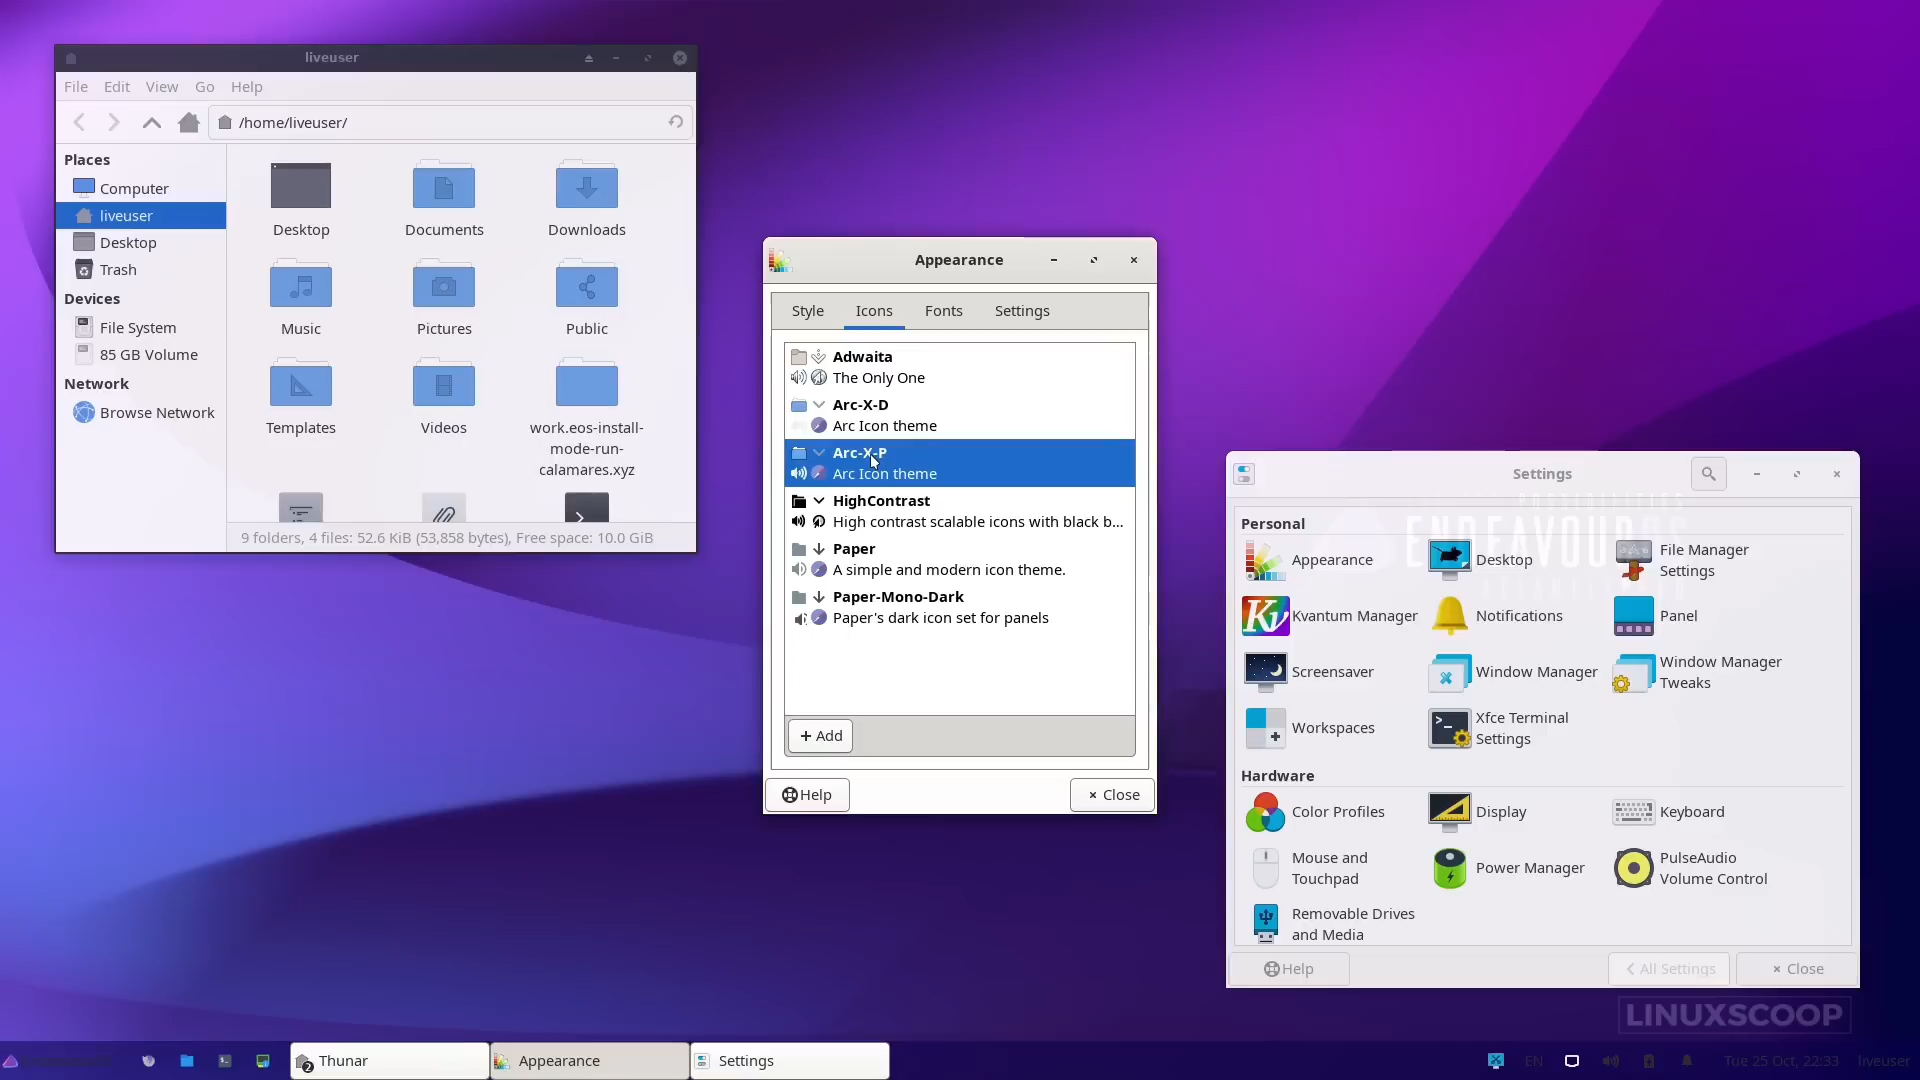 liveuser
File Edit View Go Help
/home/liveuser/
Places
Computer
liveuser
Desktop
Trash
Devices
File System
85 GB Volume
Network
Browse Network
Desktop
Documents
Downloads
Music
Pictures
Public
Templates
Videos
work.eos-install-
mode-run-
calamares.xyz
9 folders, 4 files: 52.6 KiB (53,858 bytes), Free space: 10.0 GiB
Appearance
Style Icons Fonts Settings
Adwaita
The Only One
Arc-X-D
Arc Icon theme
Arc-X-P
Arc Icon theme
HighContrast
High contrast scalable icons with black b...
Paper
A simple and modern icon theme.
Paper-Mono-Dark
Paper's dark icon set for panels
+ Add
Help
Close
Settings
ENDEAVOUROS
Personal
Appearance
Desktop
File Manager
Settings
Kvantum Manager
Notifications
Panel
Screensaver
Window Manager
Window Manager
Tweaks
Workspaces
Xfce Terminal
Settings
Hardware
Color Profiles
Display
Keyboard
Mouse and
Touchpad
Power Manager
PulseAudio
Volume Control
Removable Drives
and Media
Help
All Settings
Close
LINUXSCOOP
2
Thunar
Appearance
Settings
EN
Tue 25 Oct, 22:33
liveuser